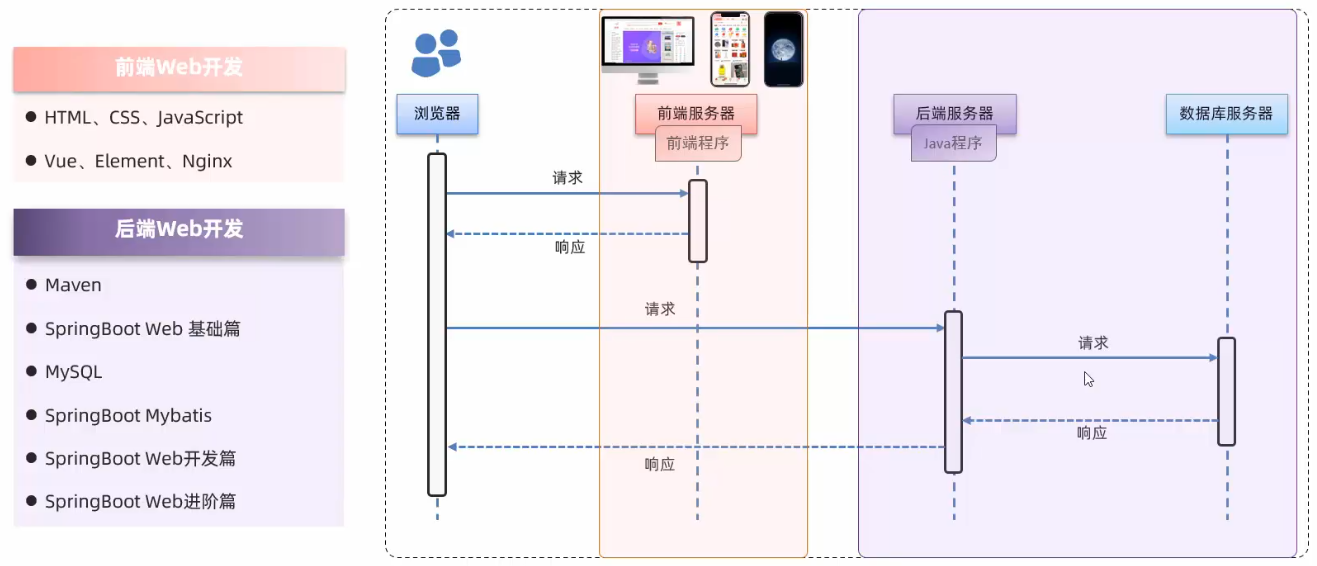 前端Web开发
HTML、CSS、JavaScript
Vue、Element、Nginx
后端Web开发
Maven
SpringBoot Web 基础篇
MySQL
SpringBoot Mybatis
SpringBoot Web开发篇
SpringBoot Web进阶篇
浏览器
前端服务器
前端程序
后端服务器
Java程序
数据库服务器
请求
响应
请求
请求
响应
响应